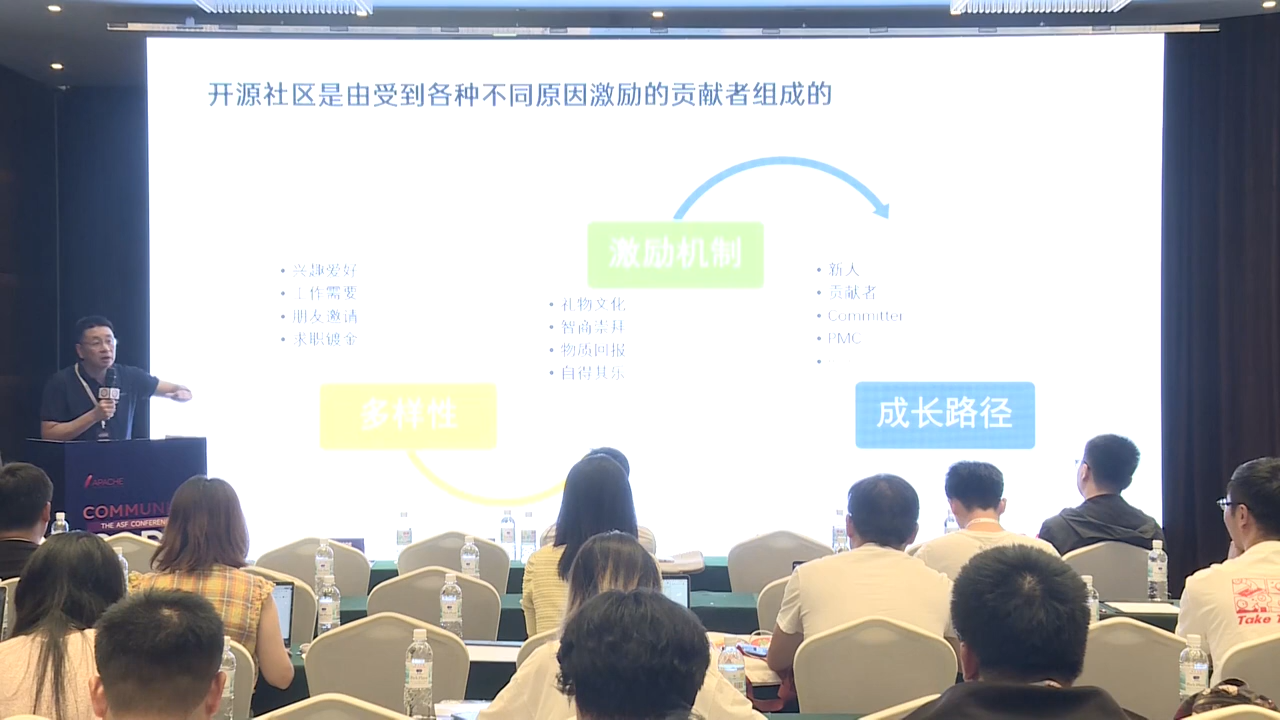 开源社区是由受到各种不同原因激励的贡献者组成的
• 兴趣爱好
• 工作需要
• 朋友邀请
• 求职镀金
多样性
激励机制
• 礼物文化
• 智商崇拜
• 物质回报
• 自得其乐
• 新人
• 贡献者
• Committer
• PMC
•
成长路径
APACHE
COMMUN
THE ASF CONFEREN
Take T